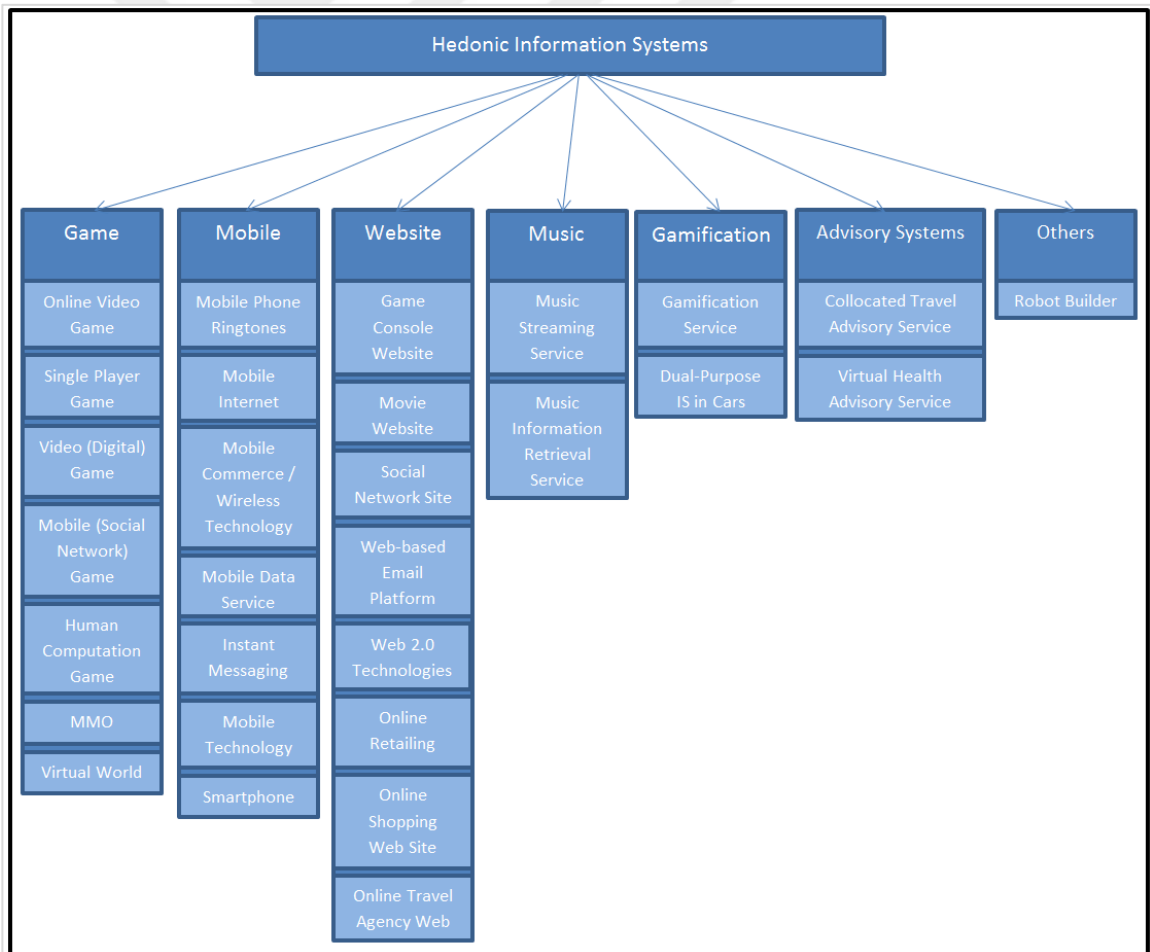 Hedonic Information Systems
Game
Online Video
Game
Single Player
Game
Video (Digital)
Game
Mobile (Social
Network)
Game
Human
Computation
Game
MMO
Virtual World
Mobile
Mobile Phone
Ringtones
Mobile
Internet
Mobile
Commerce /
Wireless
Technology
Mobile Data
Service
Instant
Messaging
Mobile
Technology
Smartphone
Website
Game
Console
Website
Movie
Website
Social
Network Site
Web-based
Email
Platform
Web 2.0
Technologies
Online
Retailing
Online
Shopping
Web Site
Online Travel
Agency Web
Music
Music
Streaming
Service
Music
Information
Retrieval
Service
Gamification
Gamification
Service
Dual-Purpose
IS in Cars
Advisory Systems
Collocated Travel
Advisory Service
Virtual Health
Advisory Service
Others
Robot Builder